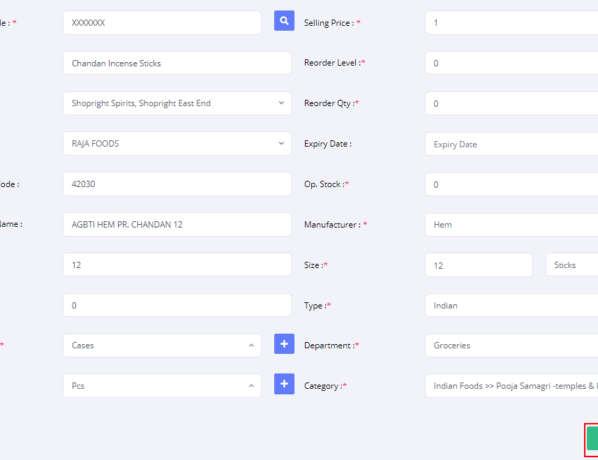 de : * XXXXXXX Selling Price : * 1
Chandan Incense Sticks Reorder Level :* 0
Shopright Spirits, Shopright East End Reorder Qty :* 0
RAJA FOODS Expiry Date : Expiry Date
Code : 42030 Op. Stock :* 0
Name : AGBTI HEM PR. CHANDAN 12 Manufacturer : * Hem
12 Size :* 12 Sticks
0 Type :* Indian
* Cases + Department :* Groceries
Pcs + Category :* Indian Foods >> Pooja Samagri -temples &